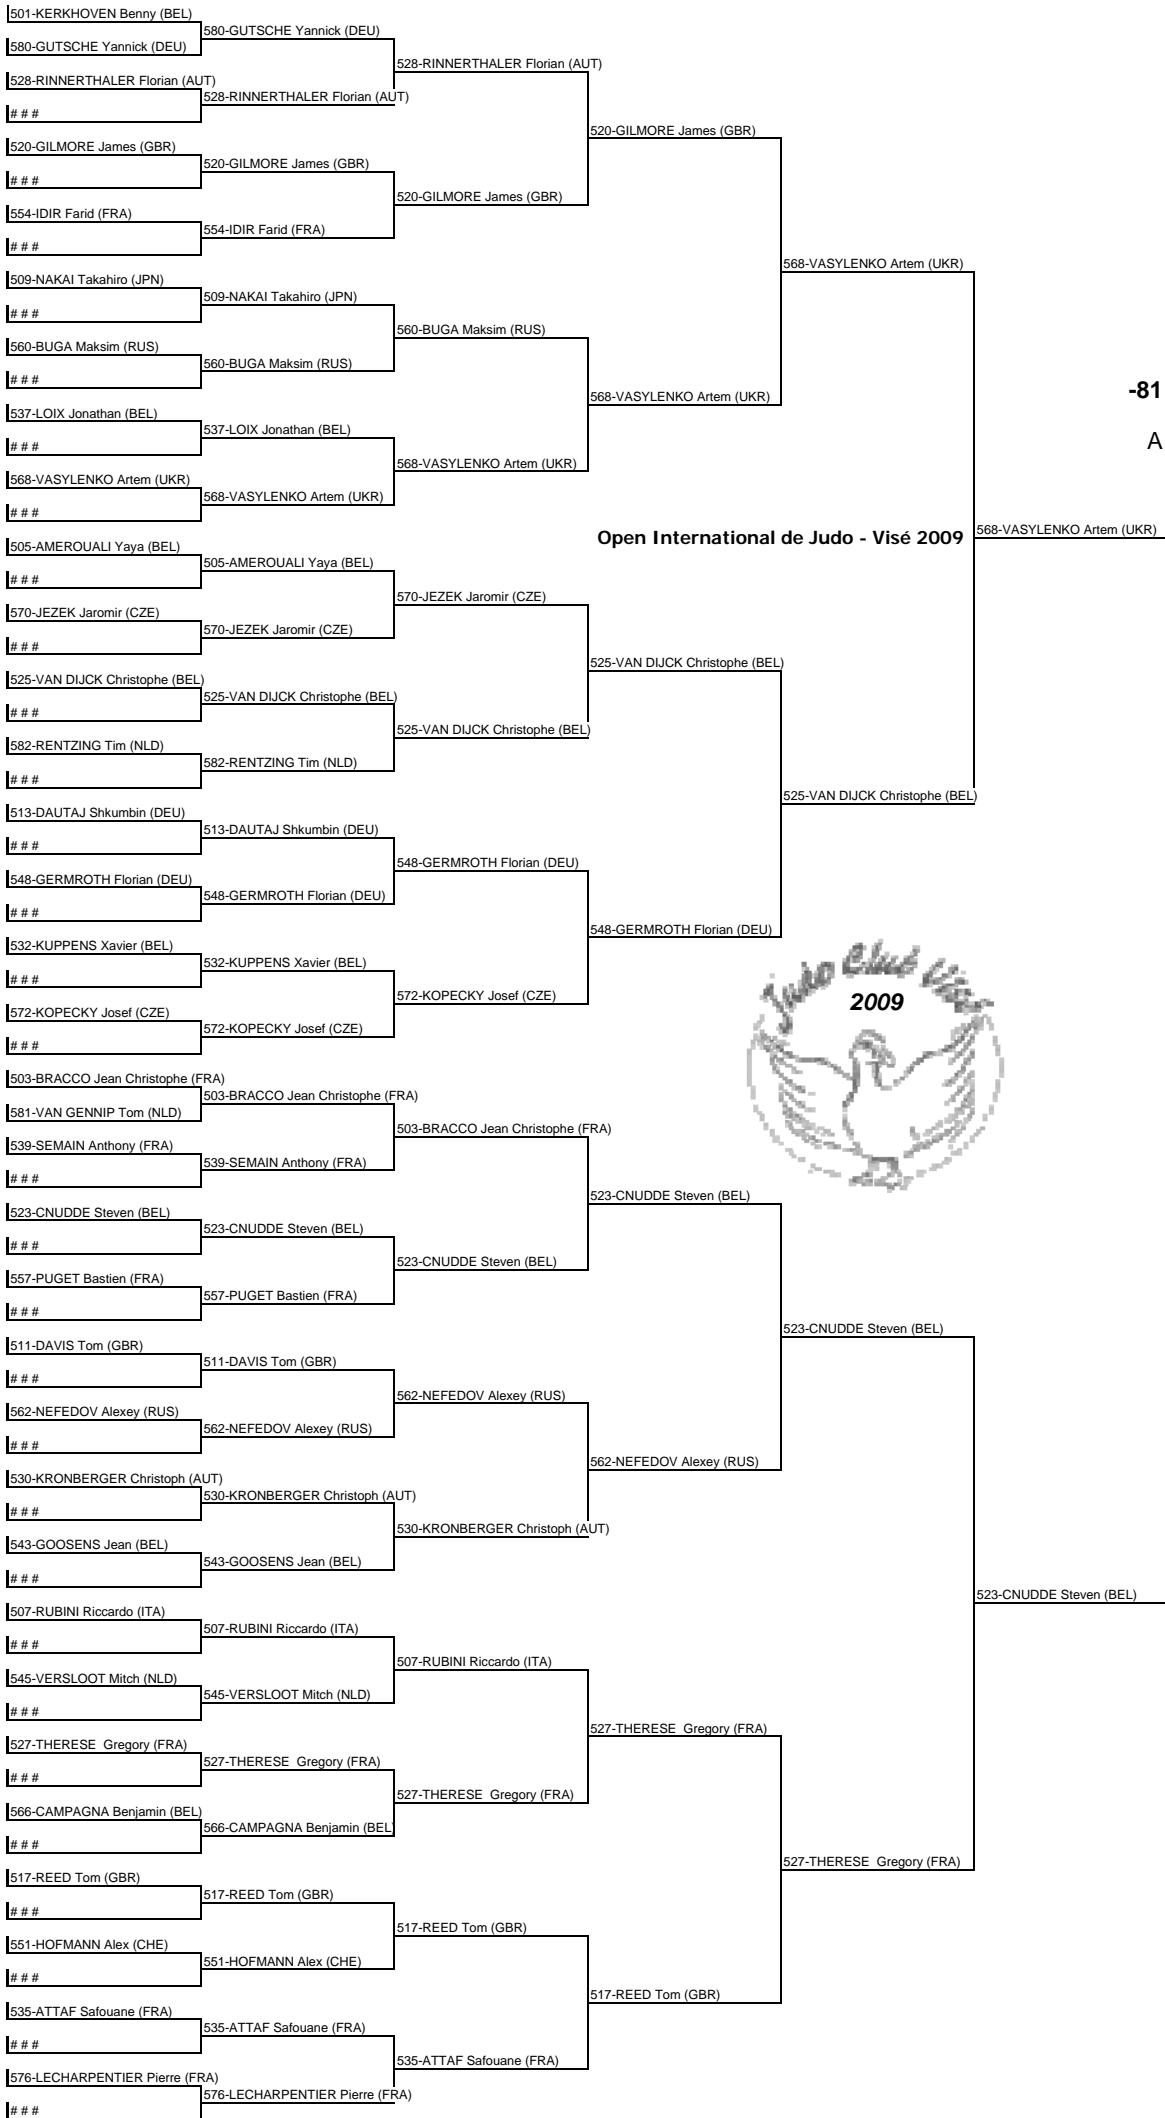 501-KERKHOVEN Benny (BEL)
580-GUTSCHE Yannick (DEU)
580-GUTSCHE Yannick (DEU)
528-RINNERTHALER Florian (AUT)
528-RINNERTHALER Florian (AUT)
528-RINNERTHALER Florian (AUT)
# # #
520-GILMORE James (GBR)
520-GILMORE James (GBR)
520-GILMORE James (GBR)
# # #
520-GILMORE James (GBR)
554-IDIR Farid (FRA)
554-IDIR Farid (FRA)
# # #
568-VASYLENKO Artem (UKR)
509-NAKAI Takahiro (JPN)
509-NAKAI Takahiro (JPN)
# # #
560-BUGA Maksim (RUS)
560-BUGA Maksim (RUS)
560-BUGA Maksim (RUS)
# # #
-81
568-VASYLENKO Artem (UKR)
537-LOIX Jonathan (BEL)
537-LOIX Jonathan (BEL)
# # #
A
568-VASYLENKO Artem (UKR)
568-VASYLENKO Artem (UKR)
568-VASYLENKO Artem (UKR)
# # #
Open International de Judo - Visé 2009
568-VASYLENKO Artem (UKR)
505-AMEROUALI Yaya (BEL)
505-AMEROUALI Yaya (BEL)
# # #
570-JEZEK Jaromir (CZE)
570-JEZEK Jaromir (CZE)
570-JEZEK Jaromir (CZE)
# # #
525-VAN DIJCK Christophe (BEL)
525-VAN DIJCK Christophe (BEL)
525-VAN DIJCK Christophe (BEL)
# # #
525-VAN DIJCK Christophe (BEL)
582-RENTZING Tim (NLD)
582-RENTZING Tim (NLD)
# # #
525-VAN DIJCK Christophe (BEL)
513-DAUTAJ Shkumbin (DEU)
513-DAUTAJ Shkumbin (DEU)
# # #
548-GERMROTH Florian (DEU)
548-GERMROTH Florian (DEU)
548-GERMROTH Florian (DEU)
# # #
548-GERMROTH Florian (DEU)
532-KUPPENS Xavier (BEL)
532-KUPPENS Xavier (BEL)
# # #
572-KOPECKY Josef (CZE)
572-KOPECKY Josef (CZE)
572-KOPECKY Josef (CZE)
# # #
Judo Club Visé
2009
503-BRACCO Jean Christophe (FRA)
503-BRACCO Jean Christophe (FRA)
581-VAN GENNIP Tom (NLD)
503-BRACCO Jean Christophe (FRA)
539-SEMAIN Anthony (FRA)
539-SEMAIN Anthony (FRA)
# # #
523-CNUDDE Steven (BEL)
523-CNUDDE Steven (BEL)
523-CNUDDE Steven (BEL)
# # #
523-CNUDDE Steven (BEL)
557-PUGET Bastien (FRA)
557-PUGET Bastien (FRA)
# # #
523-CNUDDE Steven (BEL)
511-DAVIS Tom (GBR)
511-DAVIS Tom (GBR)
# # #
562-NEFEDOV Alexey (RUS)
562-NEFEDOV Alexey (RUS)
562-NEFEDOV Alexey (RUS)
# # #
562-NEFEDOV Alexey (RUS)
530-KRONBERGER Christoph (AUT)
530-KRONBERGER Christoph (AUT)
# # #
530-KRONBERGER Christoph (AUT)
543-GOOSENS Jean (BEL)
543-GOOSENS Jean (BEL)
# # #
523-CNUDDE Steven (BEL)
507-RUBINI Riccardo (ITA)
507-RUBINI Riccardo (ITA)
# # #
507-RUBINI Riccardo (ITA)
545-VERSLOOT Mitch (NLD)
545-VERSLOOT Mitch (NLD)
# # #
527-THERESE  Gregory (FRA)
527-THERESE  Gregory (FRA)
527-THERESE  Gregory (FRA)
# # #
527-THERESE  Gregory (FRA)
566-CAMPAGNA Benjamin (BEL)
566-CAMPAGNA Benjamin (BEL)
# # #
527-THERESE  Gregory (FRA)
517-REED Tom (GBR)
517-REED Tom (GBR)
# # #
517-REED Tom (GBR)
551-HOFMANN Alex (CHE)
551-HOFMANN Alex (CHE)
# # #
517-REED Tom (GBR)
535-ATTAF Safouane (FRA)
535-ATTAF Safouane (FRA)
# # #
535-ATTAF Safouane (FRA)
576-LECHARPENTIER Pierre (FRA)
576-LECHARPENTIER Pierre (FRA)
# # #